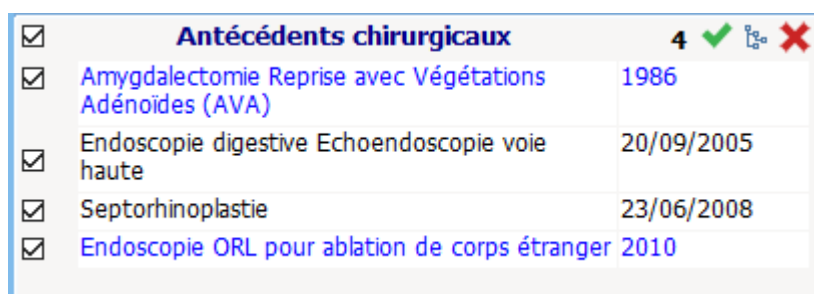 Antécédents chirurgicaux 4
Amygdalectomie Reprise avec Végétations 1986
Adénoïdes (AVA)
Endoscopie digestive Echoendoscopie voie 20/09/2005
haute
Septorhinoplastie 23/06/2008
Endoscopie ORL pour ablation de corps étranger 2010